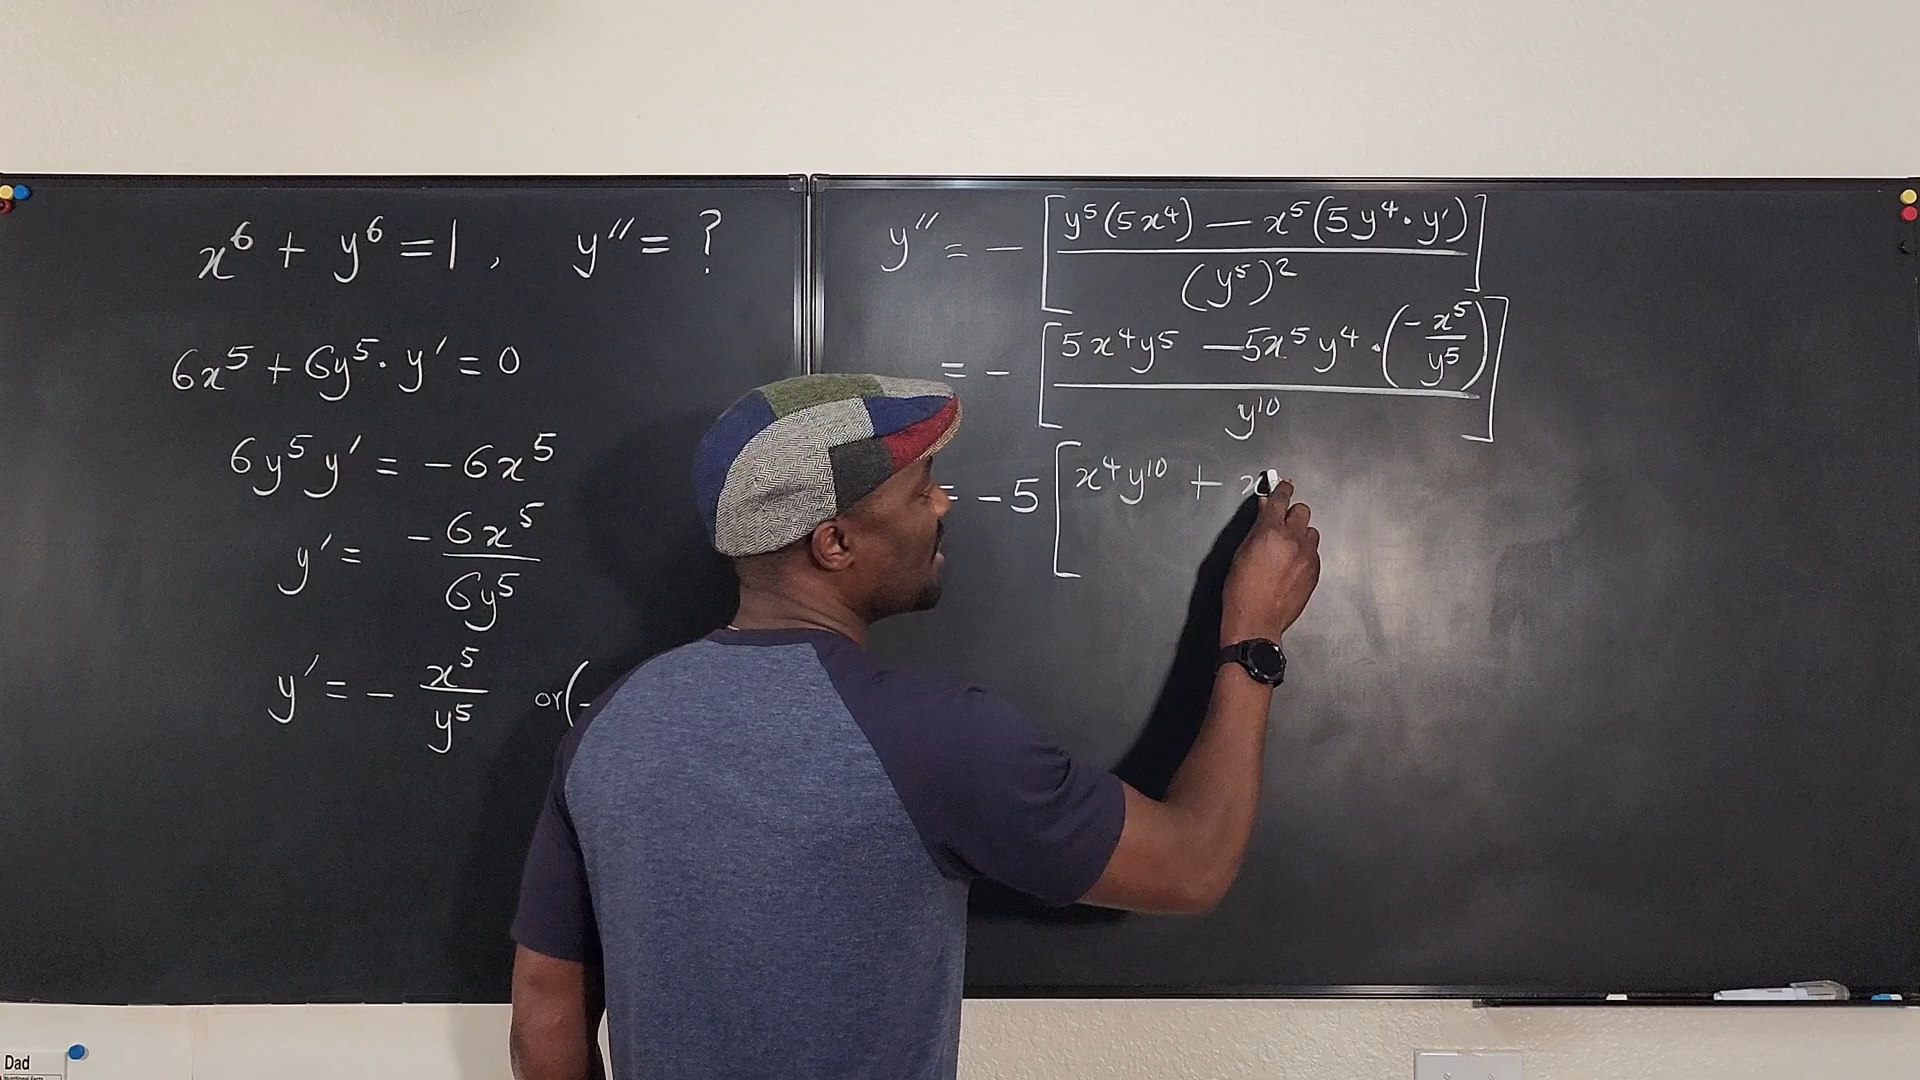 x⁶ + y⁶ = 1 , y″ = ?
6x⁵ + 6y⁵ · y′ = 0
6y⁵ y′ = −6x⁵
y′ = −6x⁵ / 6y⁵
y′ = − x⁵ / y⁵ or (−
y″ = − [ y⁵(5x⁴) − x⁵(5y⁴ · y′) / (y⁵)² ]
= − [ 5x⁴y⁵ − 5x⁵y⁴ · (−x⁵ / y⁵) / y¹⁰ ]
= −5 [ x⁴y¹⁰ + x
Dad